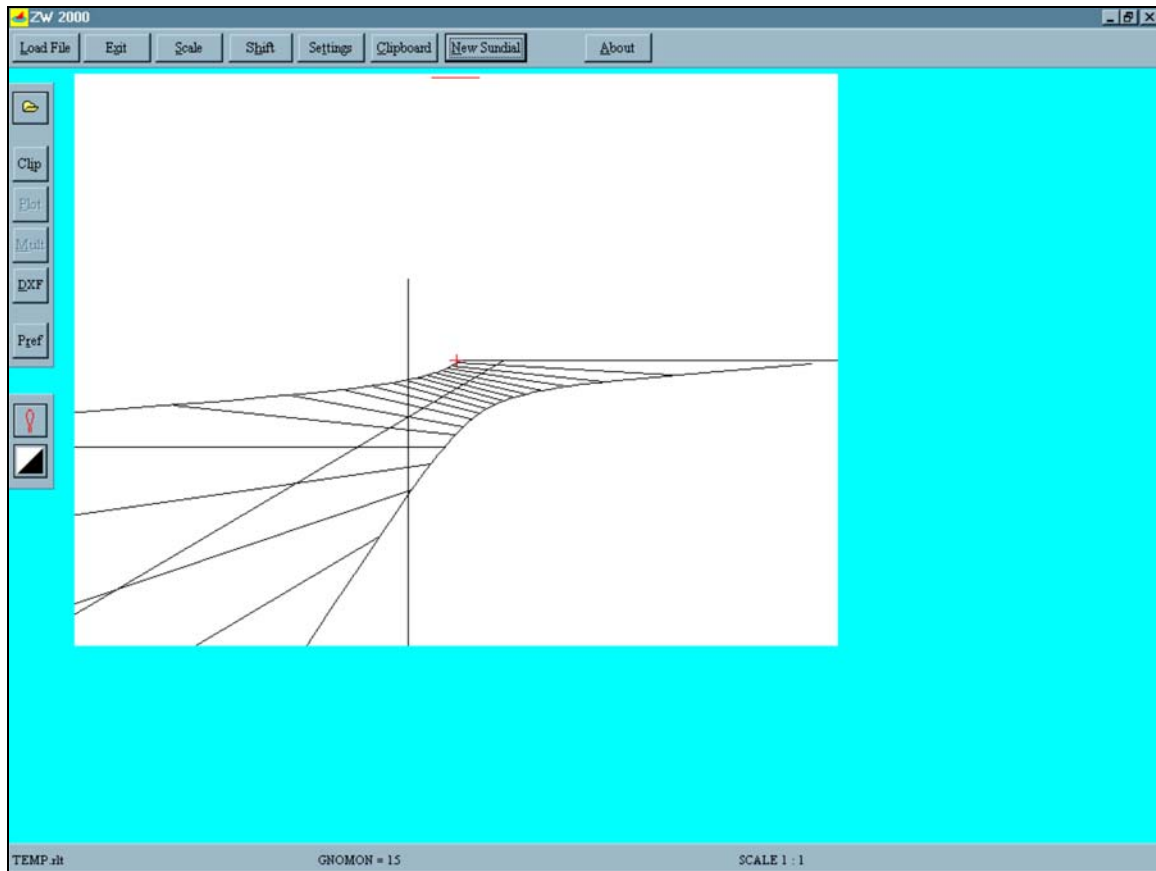 ZW 2000
Load File Exit Scale Shift Settings Clipboard New Sundial About
Clip
Plot
Mult
DXF
Pref
TEMP.rlt GNOMON = 15 SCALE 1 : 1